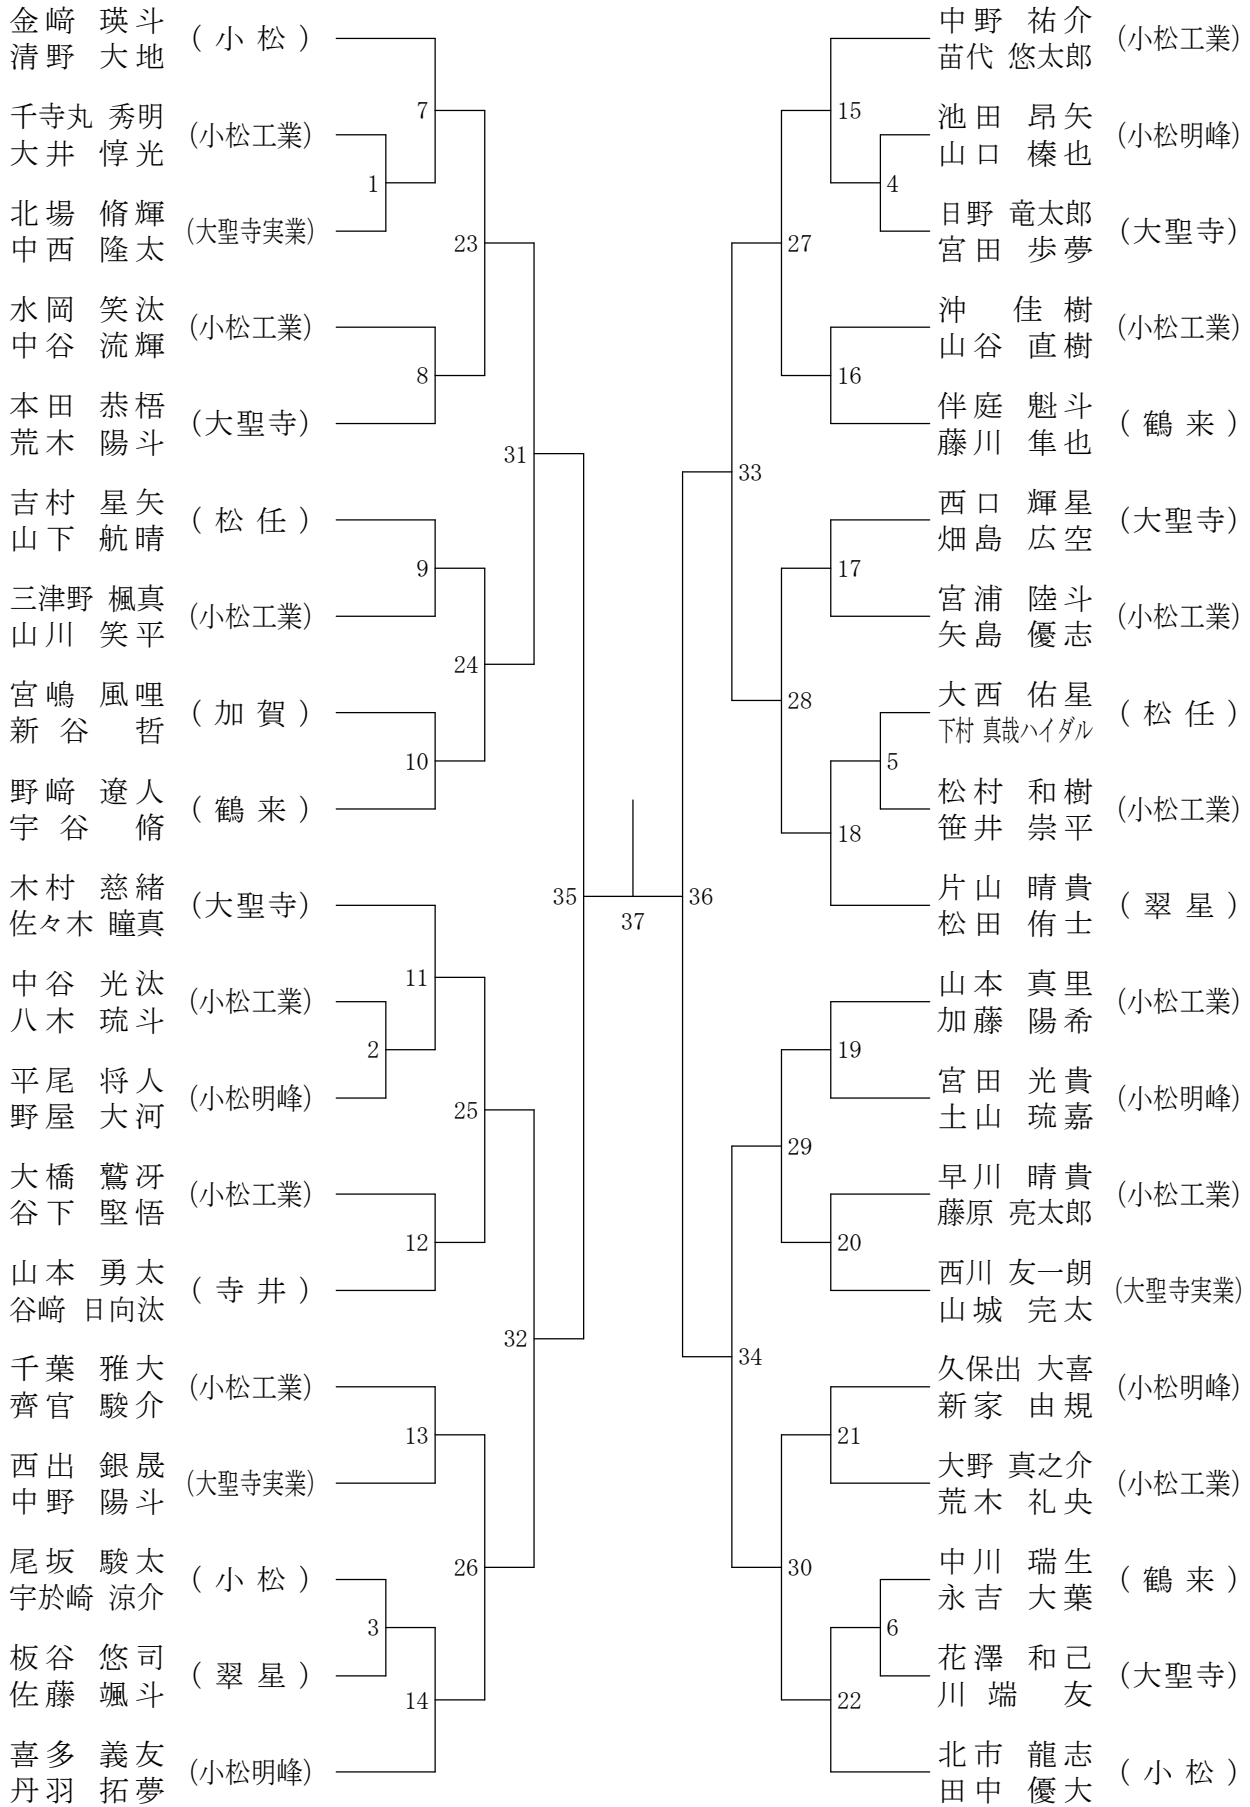 金﨑 瑛斗
清野 大地
(小松)
千寺丸 秀明
大井 惇光
(小松工業)
北場 脩輝
中西 隆太
(大聖寺実業)
水岡 笑汰
中谷 流輝
(小松工業)
本田 恭梧
荒木 陽斗
(大聖寺)
吉村 星矢
山下 航晴
(松任)
三津野 楓真
山川 笑平
(小松工業)
宮嶋 風哩
新谷 哲
(加賀)
野﨑 遼人
宇谷 脩
(鶴来)
木村 慈緒
佐々木 瞳真
(大聖寺)
中谷 光汰
八木 琉斗
(小松工業)
平尾 将人
野屋 大河
(小松明峰)
大橋 鷲冴
谷下 堅悟
(小松工業)
山本 勇太
谷﨑 日向汰
(寺井)
千葉 雅大
齊官 駿介
(小松工業)
西出 銀晟
中野 陽斗
(大聖寺実業)
尾坂 駿太
宇於崎 涼介
(小松)
板谷 悠司
佐藤 颯斗
(翠星)
喜多 義友
丹羽 拓夢
(小松明峰)
1
2
3
7
8
9
10
11
12
13
14
23
24
25
26
31
32
35
37
36
33
34
27
28
29
30
15
16
17
18
19
20
21
22
4
5
6
中野 祐介
苗代 悠太郎
(小松工業)
池田 昂矢
山口 榛也
(小松明峰)
日野 竜太郎
宮田 歩夢
(大聖寺)
沖 佳樹
山谷 直樹
(小松工業)
伴庭 魁斗
藤川 隼也
(鶴来)
西口 輝星
畑島 広空
(大聖寺)
宮浦 陸斗
矢島 優志
(小松工業)
大西 佑星
下村 真哉ハイダル
(松任)
松村 和樹
笹井 崇平
(小松工業)
片山 晴貴
松田 侑士
(翠星)
山本 真里
加藤 陽希
(小松工業)
宮田 光貴
土山 琉嘉
(小松明峰)
早川 晴貴
藤原 亮太郎
(小松工業)
西川 友一朗
山城 完太
(大聖寺実業)
久保出 大喜
新家 由規
(小松明峰)
大野 真之介
荒木 礼央
(小松工業)
中川 瑞生
永吉 大葉
(鶴来)
花澤 和己
川端 友
(大聖寺)
北市 龍志
田中 優大
(小松)